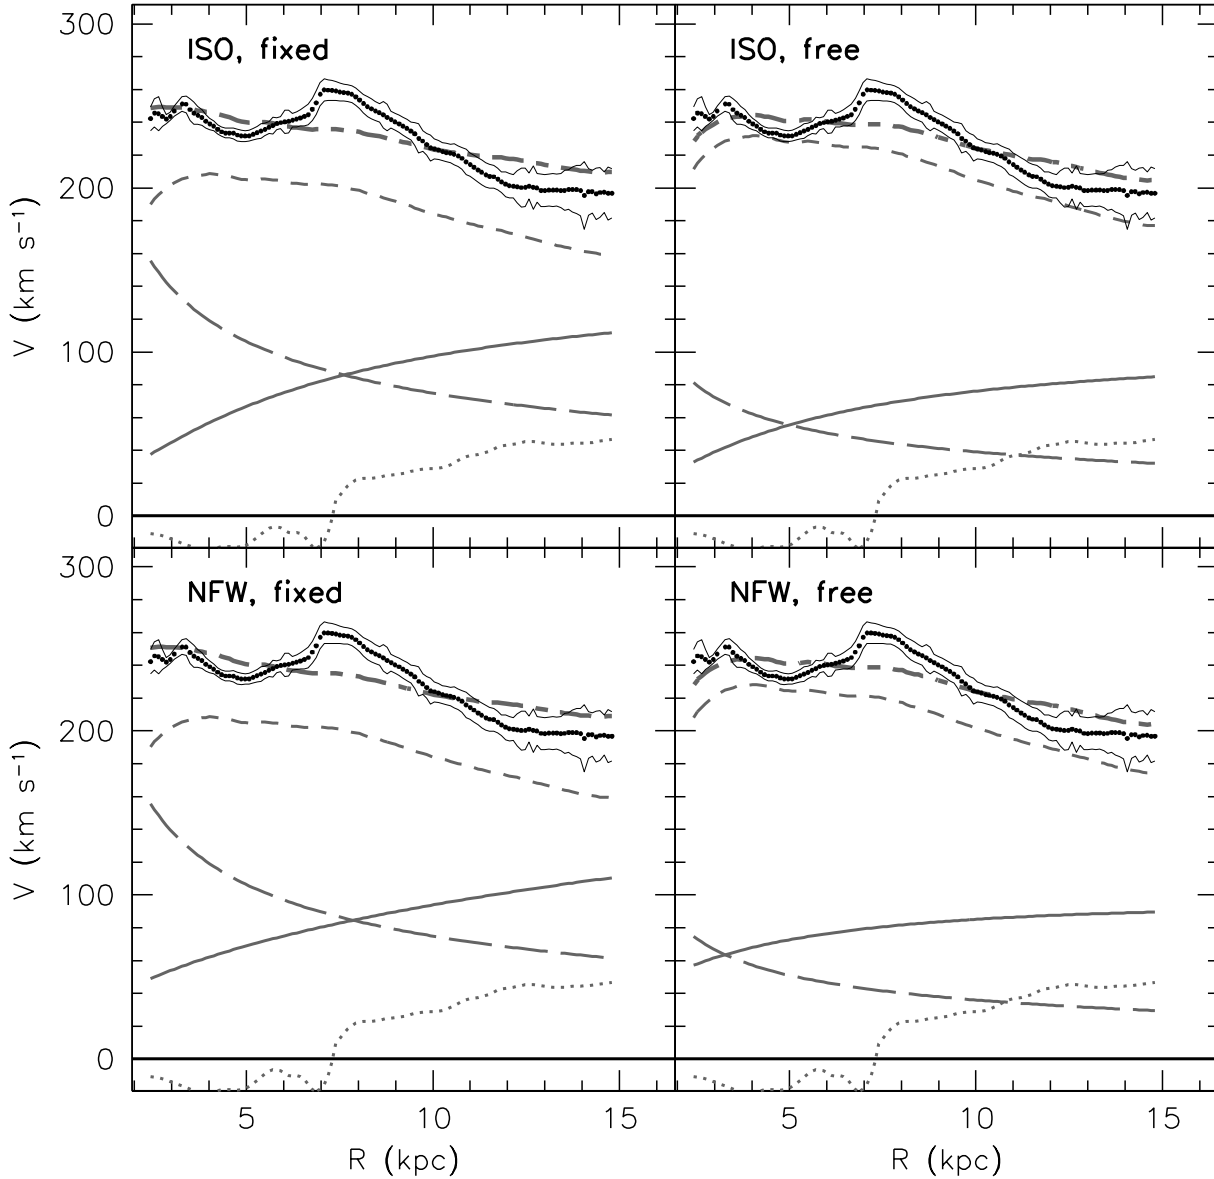 300
ISO, fixed
ISO, free
200
V (km s⁻¹)
100
0
300
NFW, fixed
NFW, free
200
V (km s⁻¹)
100
0
5 10 15 5 10 15
R (kpc) R (kpc)